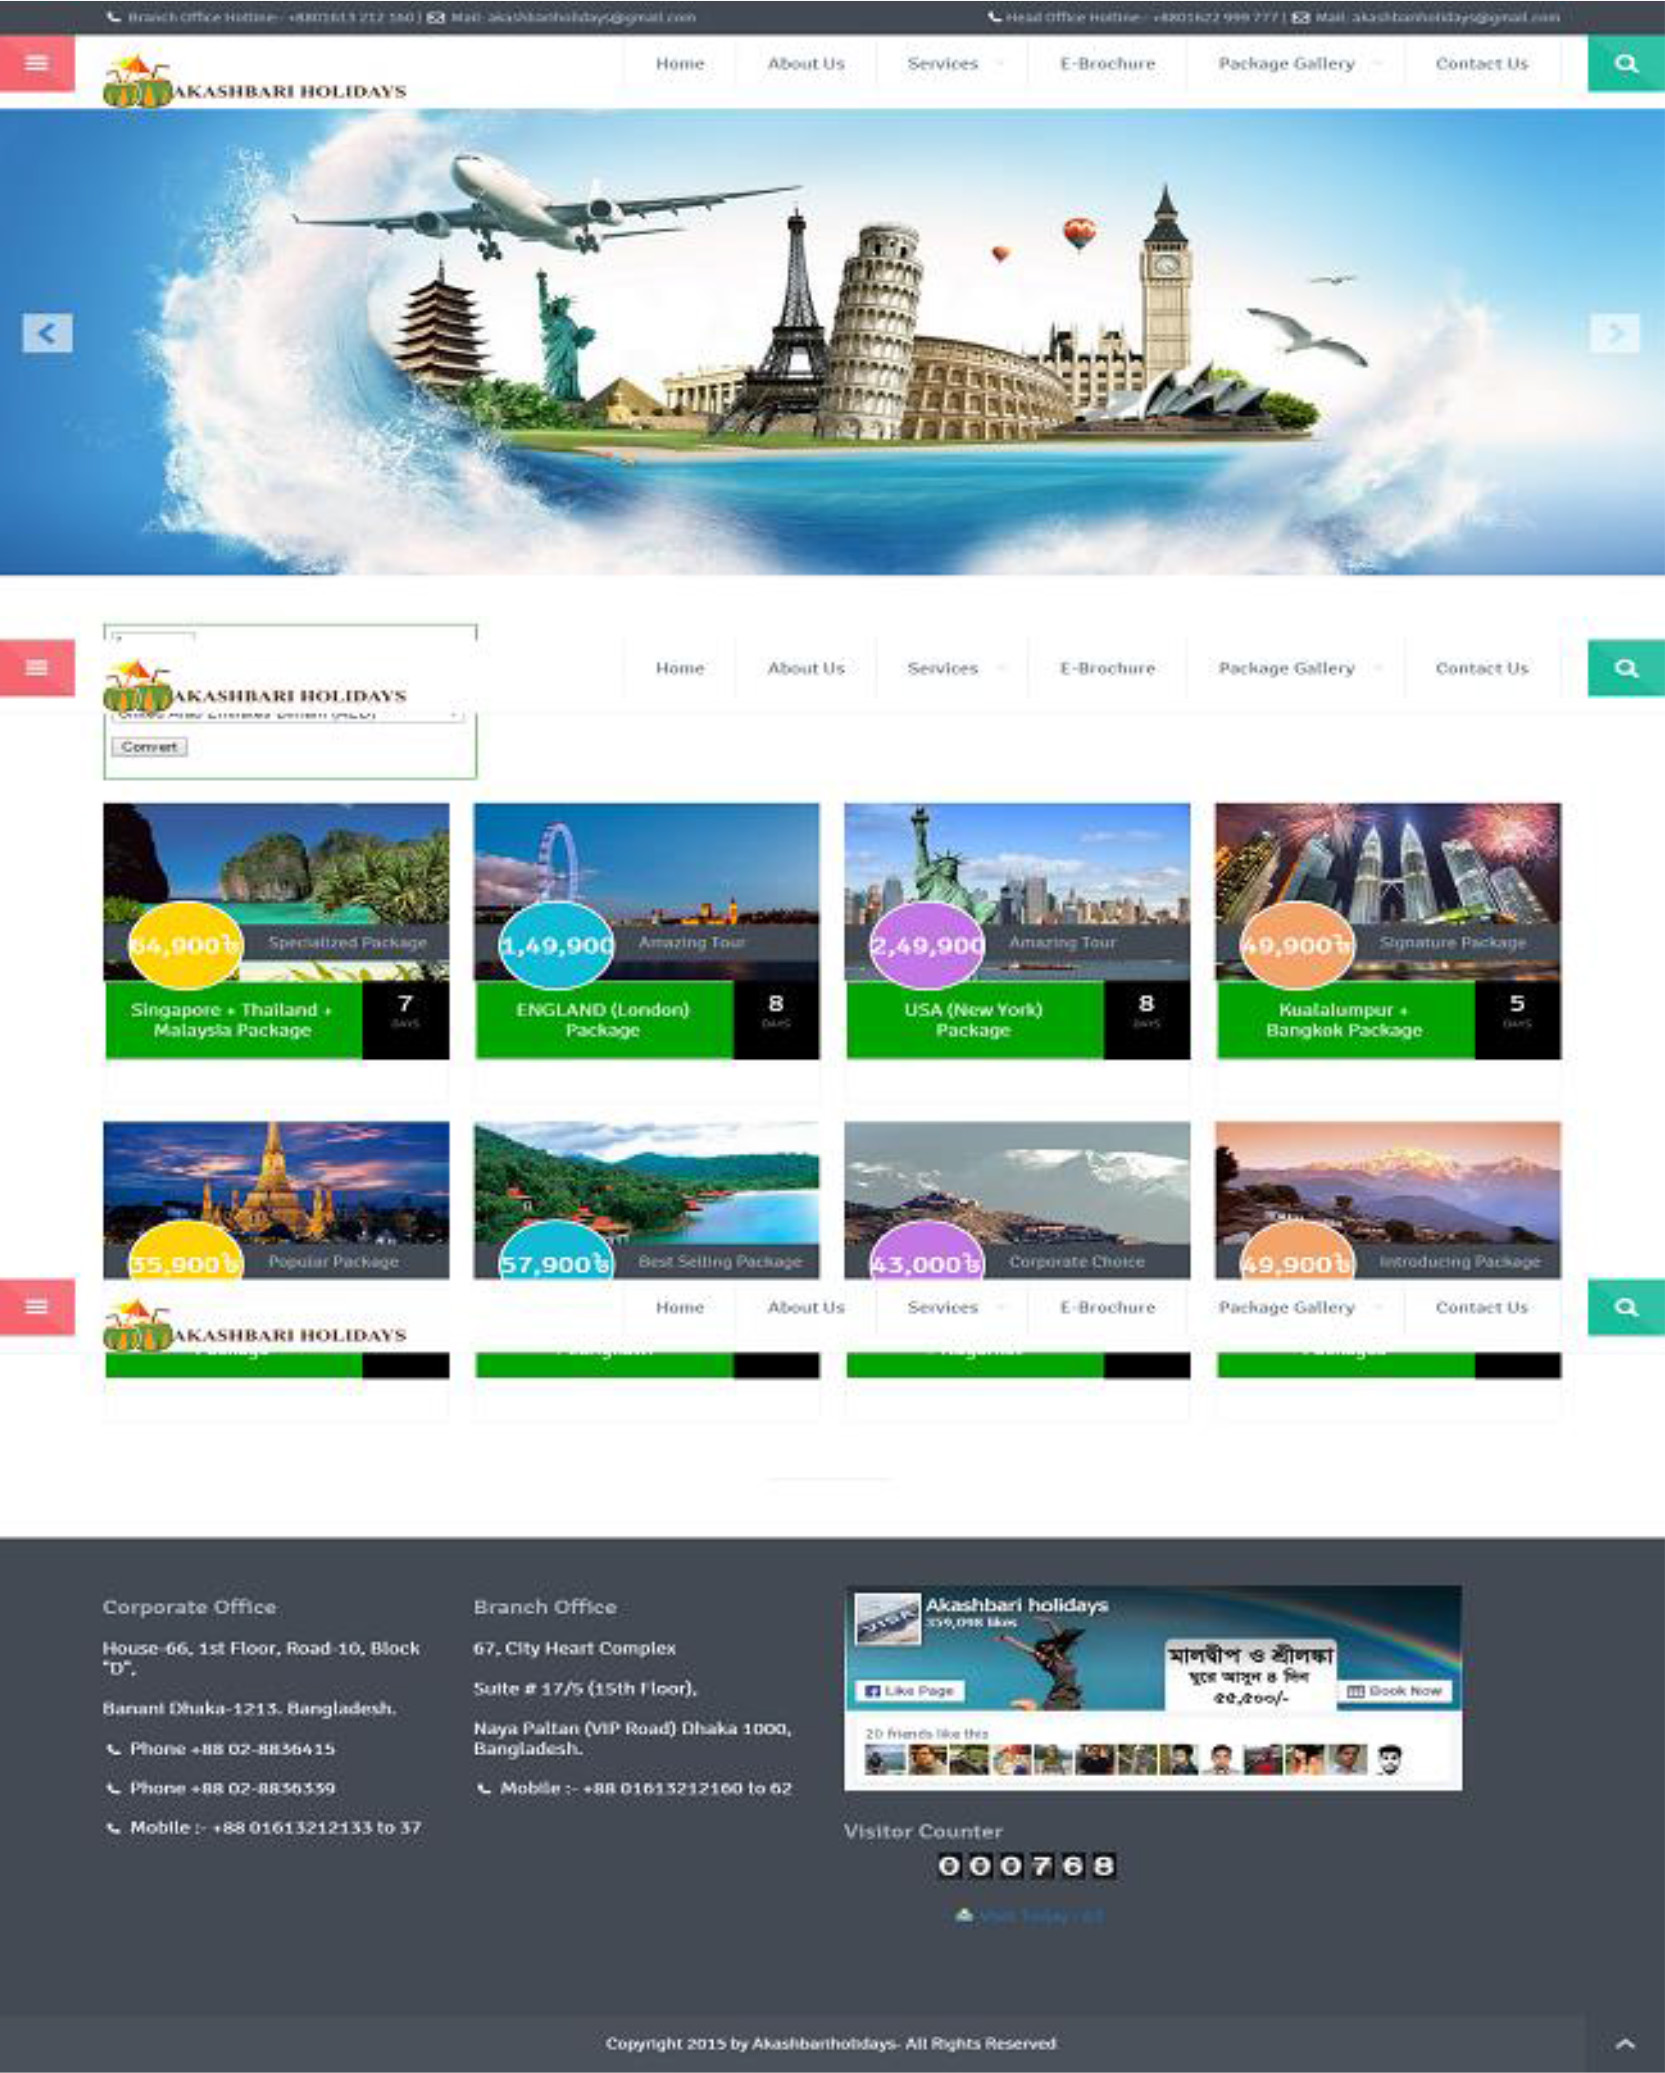 Branch Office Hotline:- +8801613 212 160 | Mail: akashbariholidays@gmail.com
Head Office Hotline:- +8801622 999 777 | Mail: akashbariholidays@gmail.com
AKASHBARI HOLIDAYS
Home About Us Services E-Brochure Package Gallery Contact Us
AKASHBARI HOLIDAYS
Home About Us Services E-Brochure Package Gallery Contact Us
United Arab Emirates Dirham (AED)
Convert
64,900৳ Specialized Package
Singapore + Thailand +
Malaysia Package
7
DAYS
1,49,900 Amazing Tour
ENGLAND (London)
Package
8
DAYS
2,49,900 Amazing Tour
USA (New York)
Package
8
DAYS
49,900৳ Signature Package
Kualalumpur +
Bangkok Package
5
DAYS
35,900৳ Popular Package
57,900৳ Best Selling Package
43,000৳ Corporate Choice
49,900৳ Introducing Package
AKASHBARI HOLIDAYS
Home About Us Services E-Brochure Package Gallery Contact Us
Corporate Office
House-66, 1st Floor, Road-10, Block
"D",
Banani Dhaka-1213. Bangladesh.
Phone +88 02-8836415
Phone +88 02-8836339
Mobile :- +88 01613212133 to 37
Branch Office
67, City Heart Complex
Suite # 17/5 (15th Floor),
Naya Paltan (VIP Road) Dhaka 1000,
Bangladesh.
Mobile :- +88 01613212160 to 62
VISA
Akashbari holidays
359,098 likes
মালদ্বীপ ও শ্রীলঙ্কা
ঘুরে আসুন ৪ দিন
৫৫,৫০০/-
Like Page
Book Now
20 friends like this
Visitor Counter
000768
Copyright 2015 by Akashbariholidays- All Rights Reserved